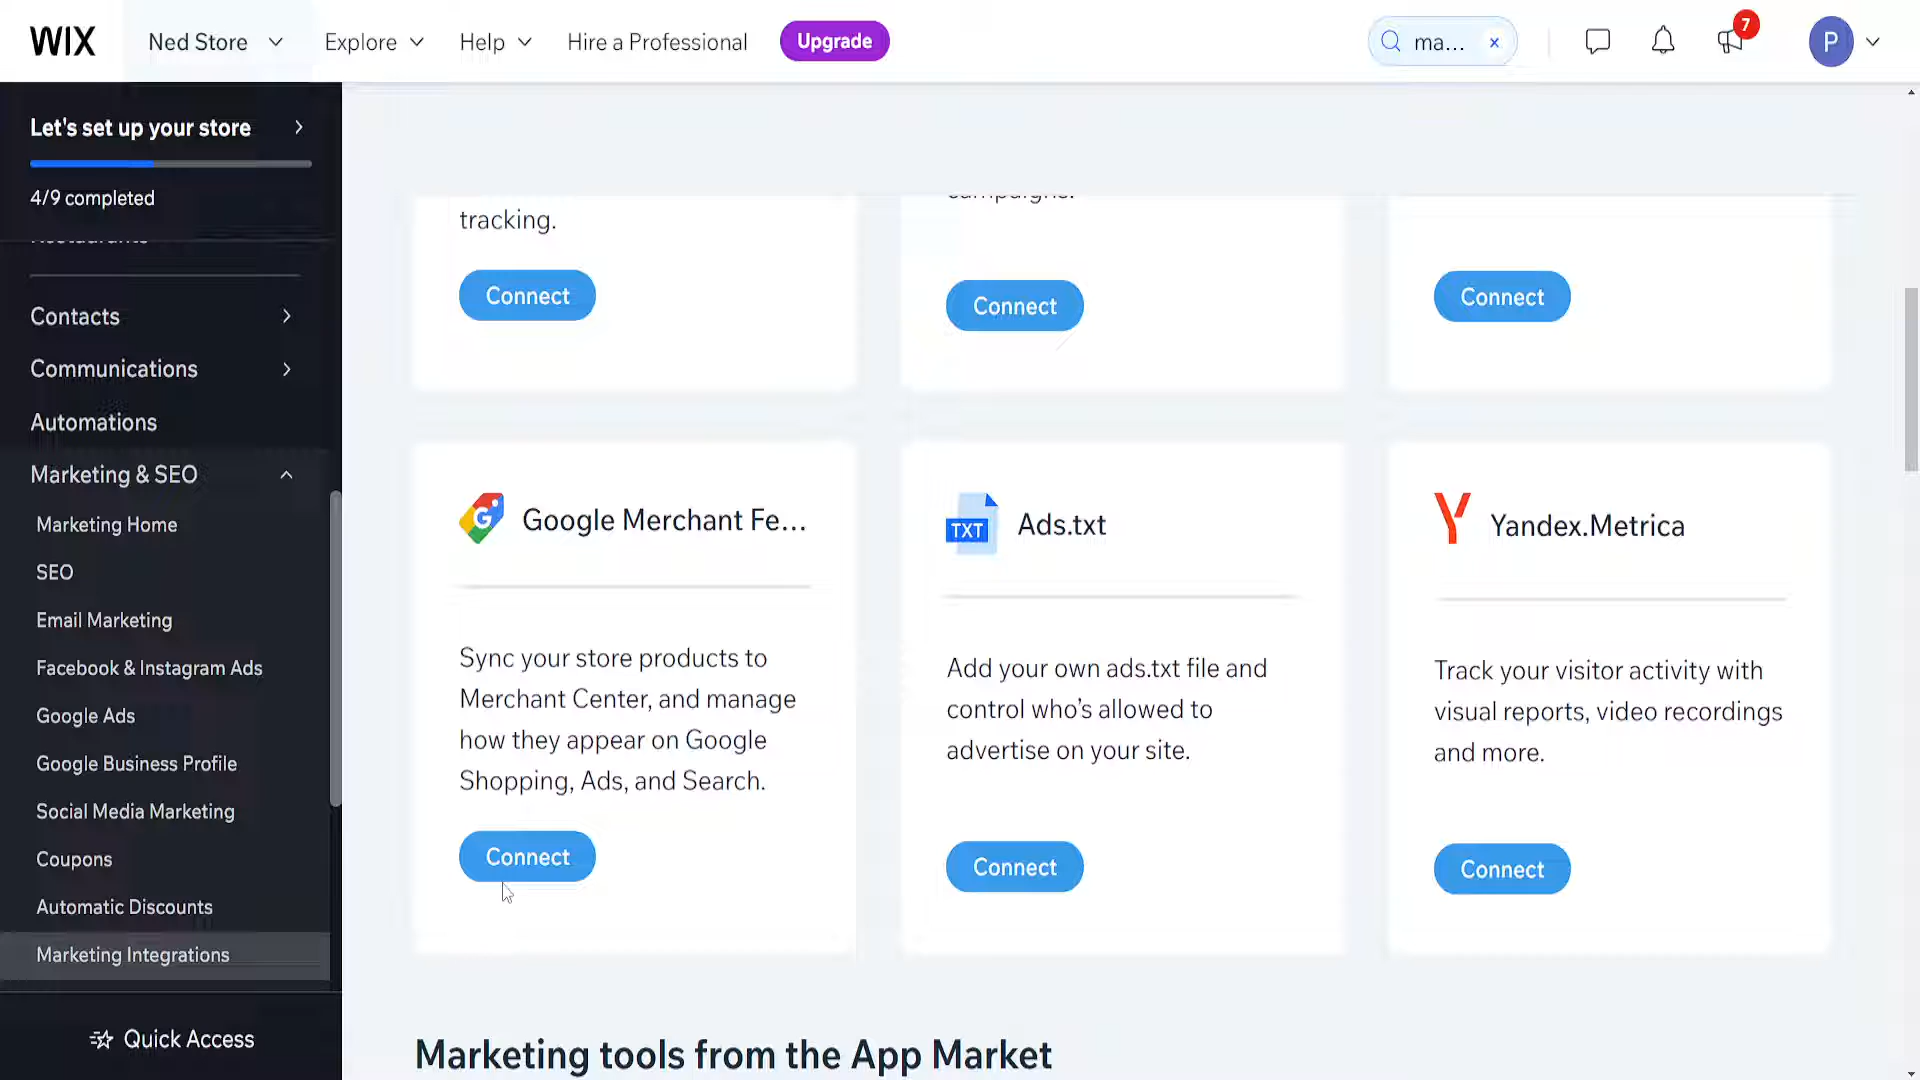 WIX
Ned Store
Explore
Help
Hire a Professional
Upgrade
ma...
7
P
Let's set up your store
4/9 completed
Contacts
Communications
Automations
Marketing & SEO
Marketing Home
SEO
Email Marketing
Facebook & Instagram Ads
Google Ads
Google Business Profile
Social Media Marketing
Coupons
Automatic Discounts
Marketing Integrations
Quick Access
tracking.
Connect
campaigns.
Connect
Connect
Google Merchant Fe...
Sync your store products to
Merchant Center, and manage
how they appear on Google
Shopping, Ads, and Search.
Connect
TXT
Ads.txt
Add your own ads.txt file and
control who's allowed to
advertise on your site.
Connect
Yandex.Metrica
Track your visitor activity with
visual reports, video recordings
and more.
Connect
Marketing tools from the App Market